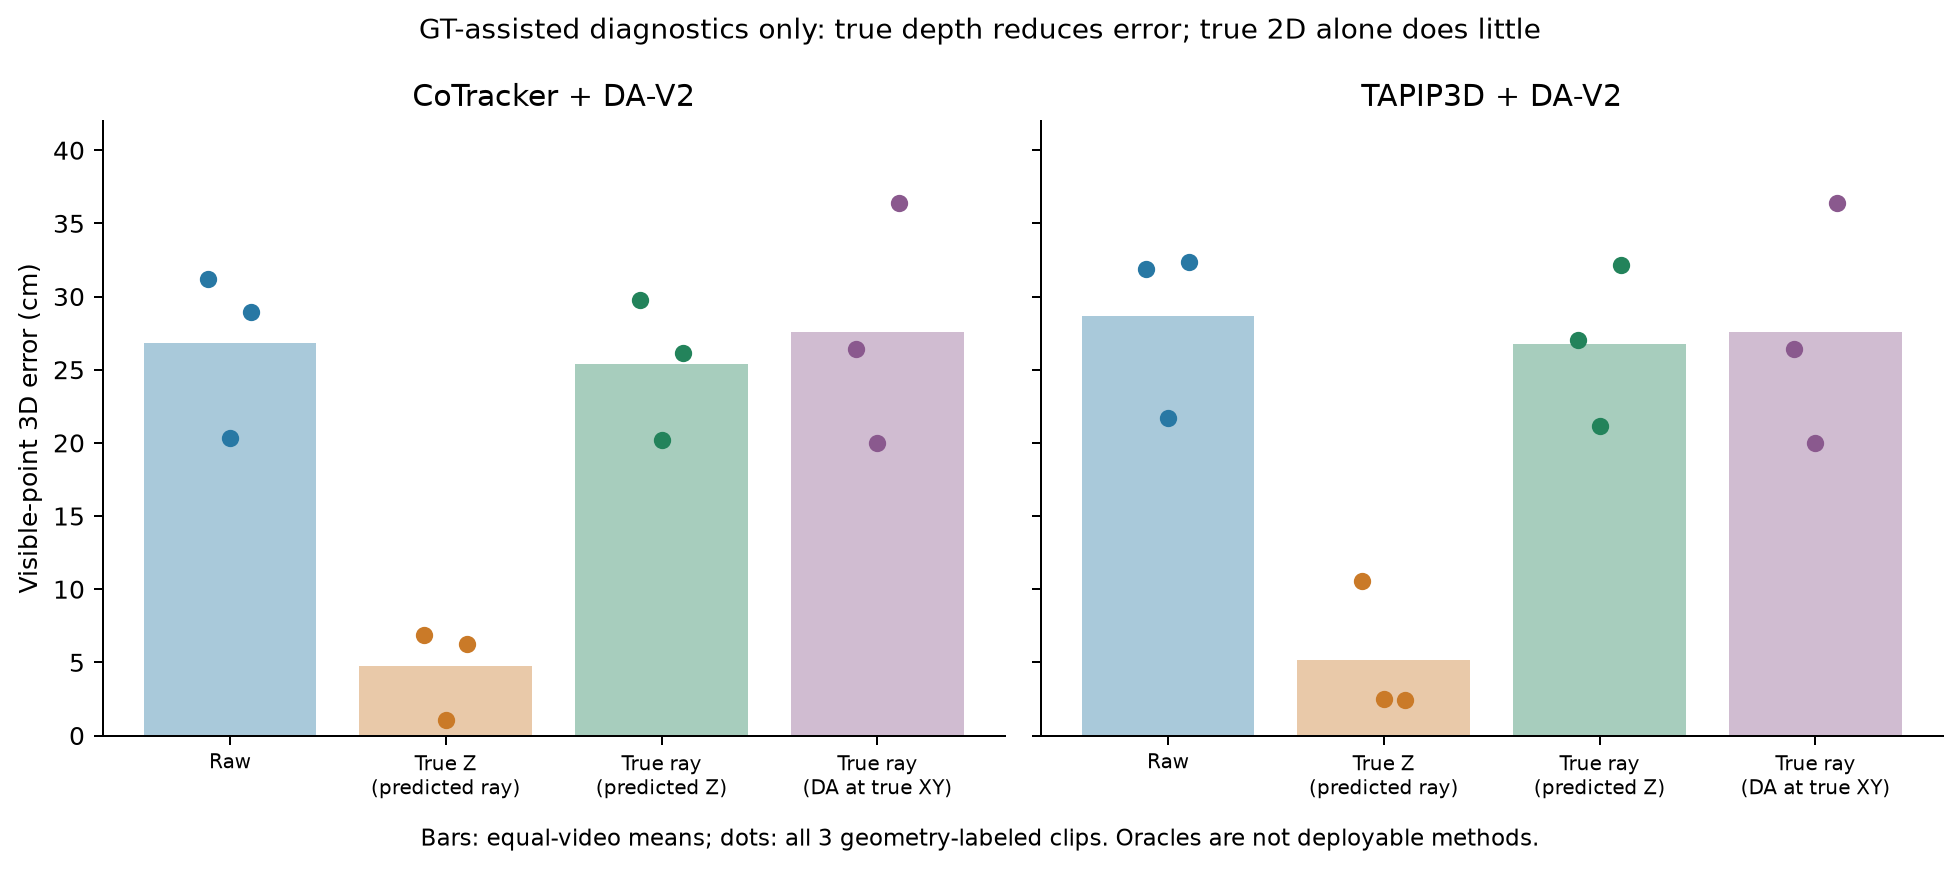 GT-assisted diagnostics only: true depth reduces error; true 2D alone does little
CoTracker + DA-V2
TAPIP3D + DA-V2
Visible-point 3D error (cm)
40
35
30
25
20
15
10
5
0
Raw
True Z
(predicted ray)
True ray
(predicted Z)
True ray
(DA at true XY)
Raw
True Z
(predicted ray)
True ray
(predicted Z)
True ray
(DA at true XY)
Bars: equal-video means; dots: all 3 geometry-labeled clips. Oracles are not deployable methods.